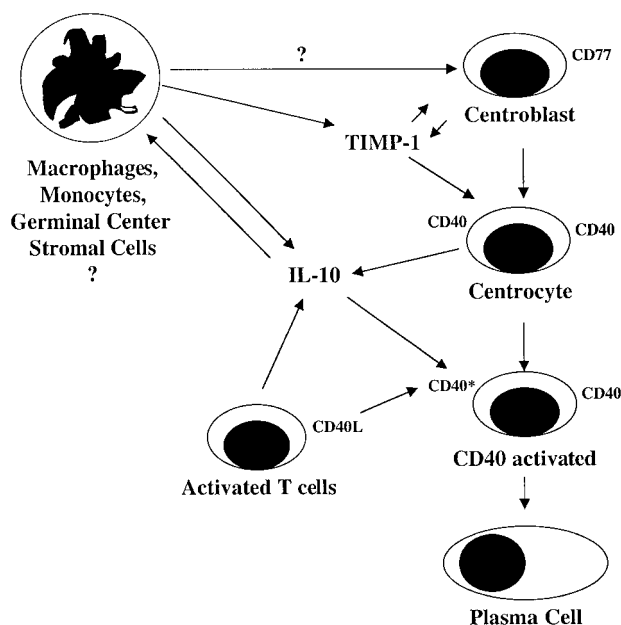 ?
CD77
Centroblast
TIMP-1
Macrophages,
Monocytes,
Germinal Center
Stromal Cells
?
CD40
CD40
IL-10
Centrocyte
CD40*
CD40
CD40L
CD40 activated
Activated T cells
Plasma Cell